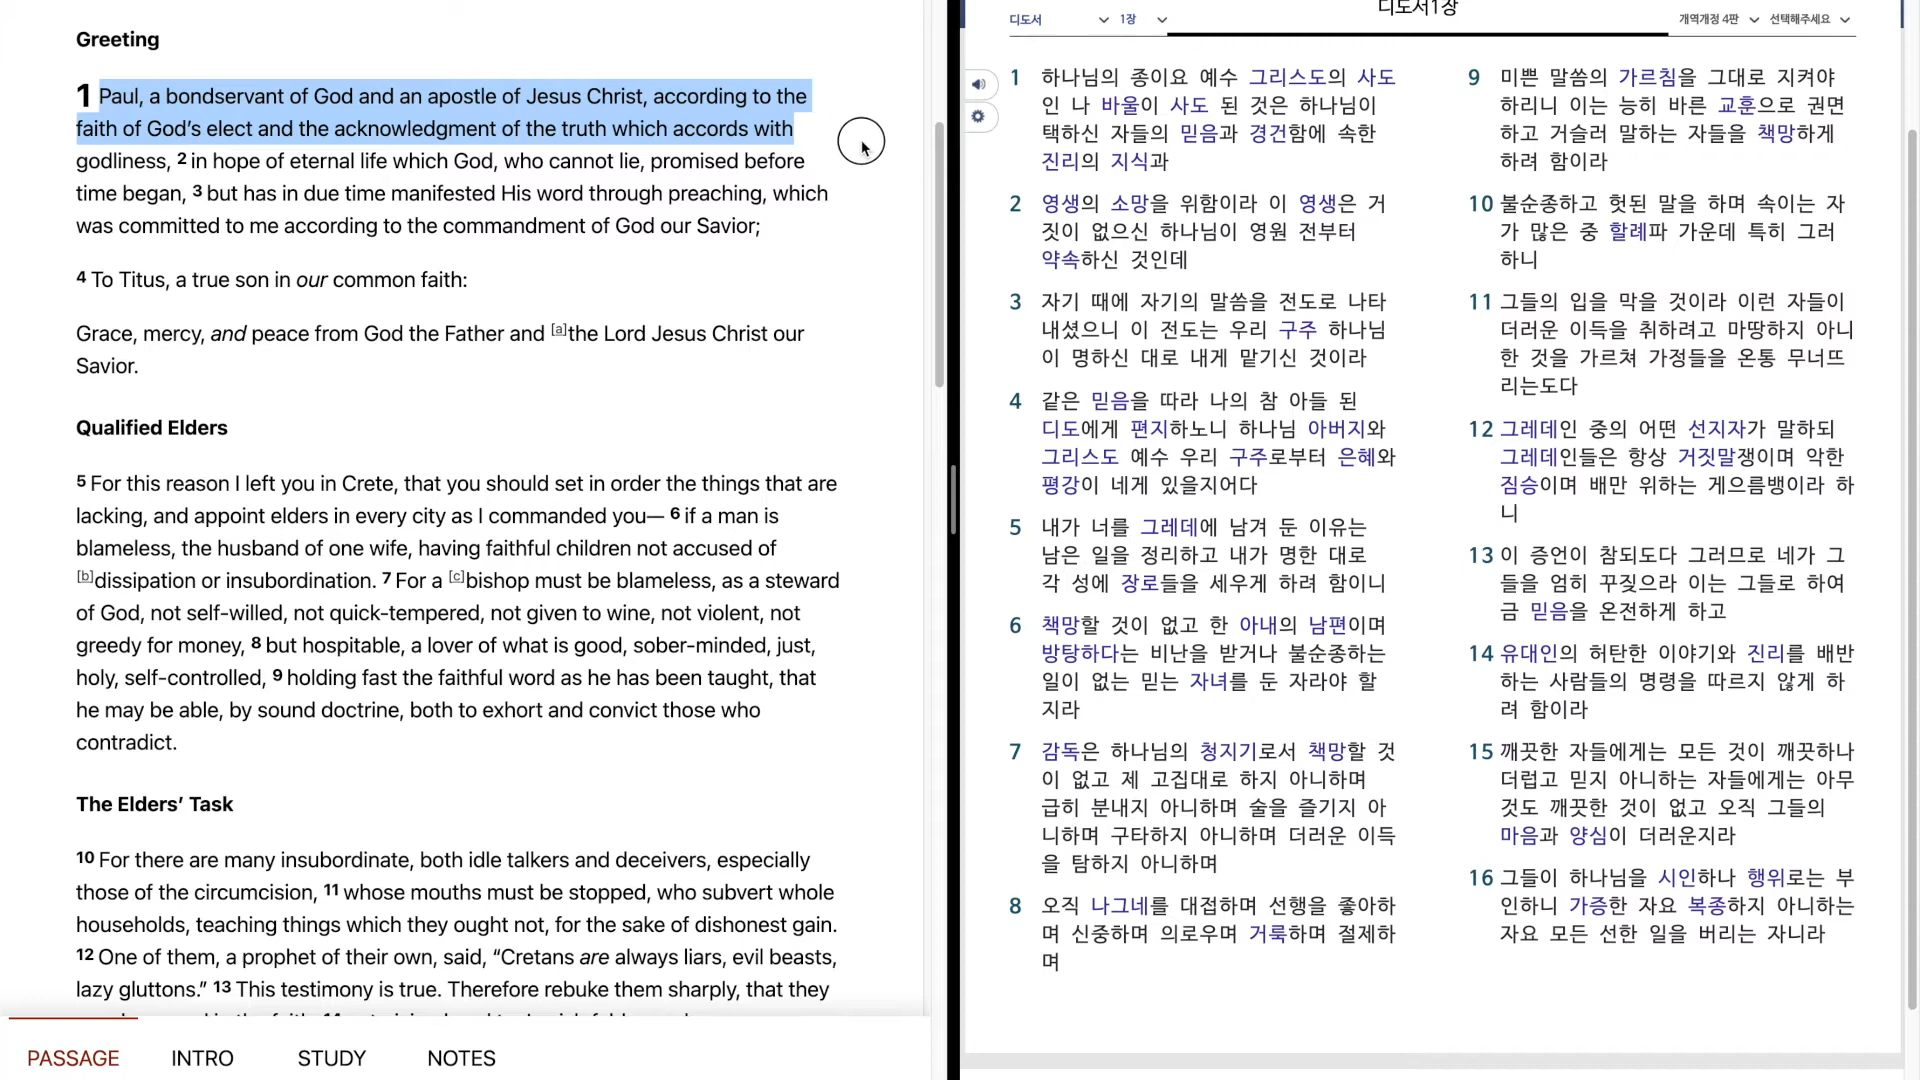 Greeting
1 Paul, a bondservant of God and an apostle of Jesus Christ, according to the
faith of God’s elect and the acknowledgment of the truth which accords with
godliness, 2 in hope of eternal life which God, who cannot lie, promised before
time began, 3 but has in due time manifested His word through preaching, which
was committed to me according to the commandment of God our Savior;
4 To Titus, a true son in our common faith:
Grace, mercy, and peace from God the Father and [a]the Lord Jesus Christ our
Savior.
Qualified Elders
5 For this reason I left you in Crete, that you should set in order the things that are
lacking, and appoint elders in every city as I commanded you— 6 if a man is
blameless, the husband of one wife, having faithful children not accused of
[b]dissipation or insubordination. 7 For a [c]bishop must be blameless, as a steward
of God, not self-willed, not quick-tempered, not given to wine, not violent, not
greedy for money, 8 but hospitable, a lover of what is good, sober-minded, just,
holy, self-controlled, 9 holding fast the faithful word as he has been taught, that
he may be able, by sound doctrine, both to exhort and convict those who
contradict.
The Elders’ Task
10 For there are many insubordinate, both idle talkers and deceivers, especially
those of the circumcision, 11 whose mouths must be stopped, who subvert whole
households, teaching things which they ought not, for the sake of dishonest gain.
12 One of them, a prophet of their own, said, “Cretans are always liars, evil beasts,
lazy gluttons.” 13 This testimony is true. Therefore rebuke them sharply, that they
PASSAGE INTRO STUDY NOTES
디도서 1장
디도서1장
개역개정 4판 선택해주세요
1 하나님의 종이요 예수 그리스도의 사도
인 나 바울이 사도 된 것은 하나님이
택하신 자들의 믿음과 경건함에 속한
진리의 지식과
2 영생의 소망을 위함이라 이 영생은 거
짓이 없으신 하나님이 영원 전부터
약속하신 것인데
3 자기 때에 자기의 말씀을 전도로 나타
내셨으니 이 전도는 우리 구주 하나님
이 명하신 대로 내게 맡기신 것이라
4 같은 믿음을 따라 나의 참 아들 된
디도에게 편지하노니 하나님 아버지와
그리스도 예수 우리 구주로부터 은혜와
평강이 네게 있을지어다
5 내가 너를 그레데에 남겨 둔 이유는
남은 일을 정리하고 내가 명한 대로
각 성에 장로들을 세우게 하려 함이니
6 책망할 것이 없고 한 아내의 남편이며
방탕하다는 비난을 받거나 불순종하는
일이 없는 믿는 자녀를 둔 자라야 할
지라
7 감독은 하나님의 청지기로서 책망할 것
이 없고 제 고집대로 하지 아니하며
급히 분내지 아니하며 술을 즐기지 아
니하며 구타하지 아니하며 더러운 이득
을 탐하지 아니하며
8 오직 나그네를 대접하며 선행을 좋아하
며 신중하며 의로우며 거룩하며 절제하
며
9 미쁜 말씀의 가르침을 그대로 지켜야
하리니 이는 능히 바른 교훈으로 권면
하고 거슬러 말하는 자들을 책망하게
하려 함이라
10 불순종하고 헛된 말을 하며 속이는 자
가 많은 중 할례파 가운데 특히 그러
하니
11 그들의 입을 막을 것이라 이런 자들이
더러운 이득을 취하려고 마땅하지 아니
한 것을 가르쳐 가정들을 온통 무너뜨
리는도다
12 그레데인 중의 어떤 선지자가 말하되
그레데인들은 항상 거짓말쟁이며 악한
짐승이며 배만 위하는 게으름뱅이라 하
니
13 이 증언이 참되도다 그러므로 네가 그
들을 엄히 꾸짖으라 이는 그들로 하여
금 믿음을 온전하게 하고
14 유대인의 허탄한 이야기와 진리를 배반
하는 사람들의 명령을 따르지 않게 하
려 함이라
15 깨끗한 자들에게는 모든 것이 깨끗하나
더럽고 믿지 아니하는 자들에게는 아무
것도 깨끗한 것이 없고 오직 그들의
마음과 양심이 더러운지라
16 그들이 하나님을 시인하나 행위로는 부
인하니 가증한 자요 복종하지 아니하는
자요 모든 선한 일을 버리는 자니라